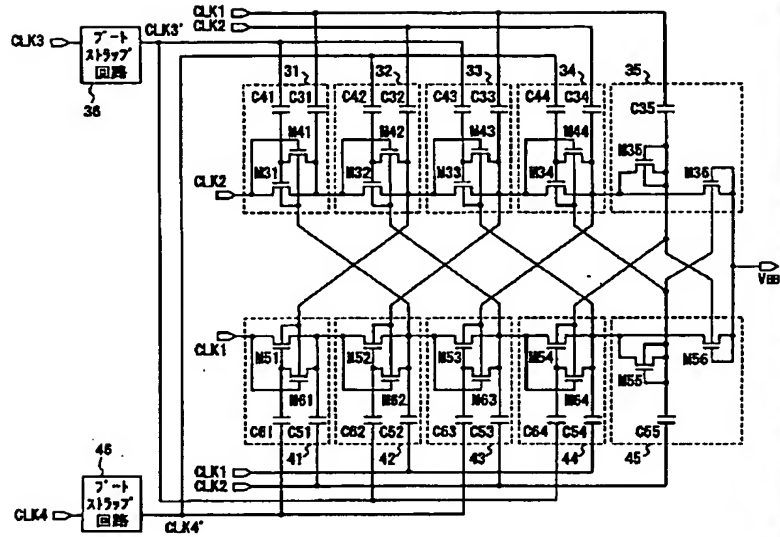 CLK1
CLK2
CLK3
ブート
ストラップ
回路
36
CLK3'
31
32
33
34
35
C41
C31
C42
C32
C43
C33
C44
C34
C35
M41
M42
M43
M44
M35
M31
M32
M33
M34
M36
CLK2
VBB
CLK1
M51
M52
M53
M54
M55
M56
M61
M62
M63
M64
C61
C51
C62
C52
C63
C53
C64
C54
C55
41
42
43
44
45
CLK1
CLK2
46
ブート
ストラップ
回路
CLK4
CLK4'